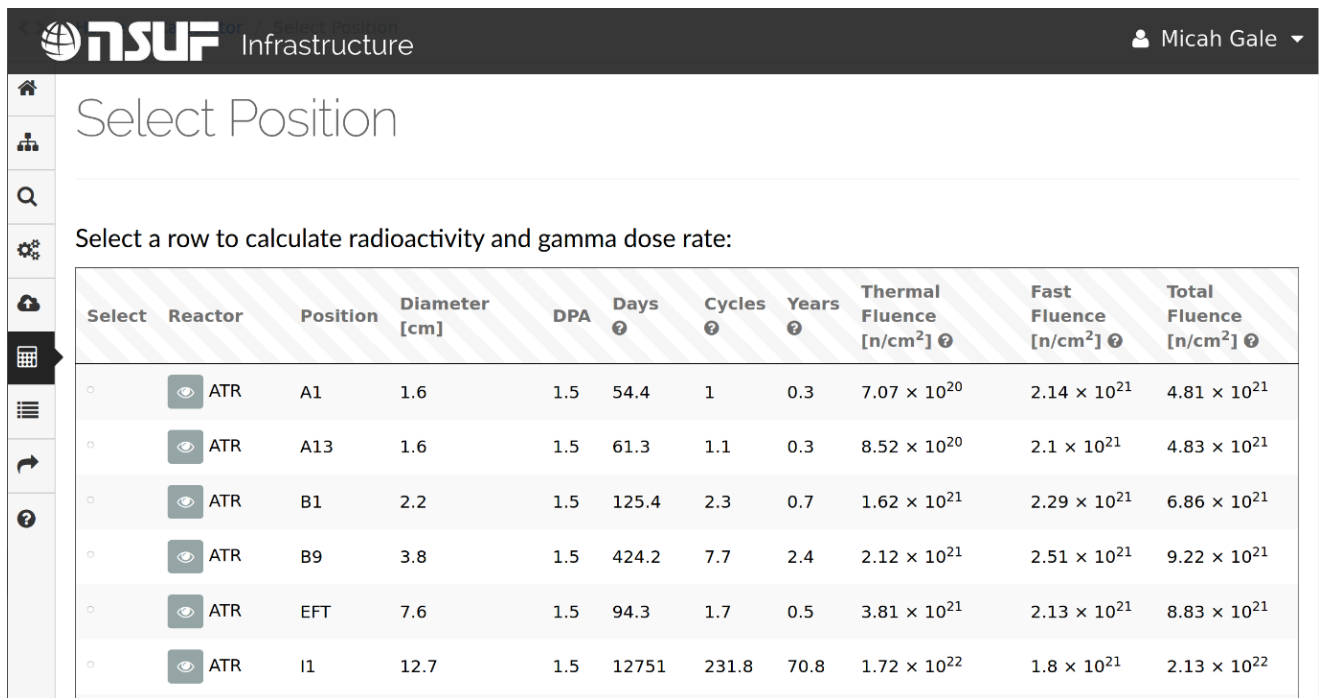 NSUF Infrastructure Micah Gale
Select Position
Select Position
Select a row to calculate radioactivity and gamma dose rate:
Select Reactor Position Diameter [cm] DPA Days Cycles Years Thermal Fluence [n/cm²] Fast Fluence [n/cm²] Total Fluence [n/cm²]
ATR A1 1.6 1.5 54.4 1 0.3 7.07 × 10²⁰ 2.14 × 10²¹ 4.81 × 10²¹
ATR A13 1.6 1.5 61.3 1.1 0.3 8.52 × 10²⁰ 2.1 × 10²¹ 4.83 × 10²¹
ATR B1 2.2 1.5 125.4 2.3 0.7 1.62 × 10²¹ 2.29 × 10²¹ 6.86 × 10²¹
ATR B9 3.8 1.5 424.2 7.7 2.4 2.12 × 10²¹ 2.51 × 10²¹ 9.22 × 10²¹
ATR EFT 7.6 1.5 94.3 1.7 0.5 3.81 × 10²¹ 2.13 × 10²¹ 8.83 × 10²¹
ATR I1 12.7 1.5 12751 231.8 70.8 1.72 × 10²² 1.8 × 10²¹ 2.13 × 10²²